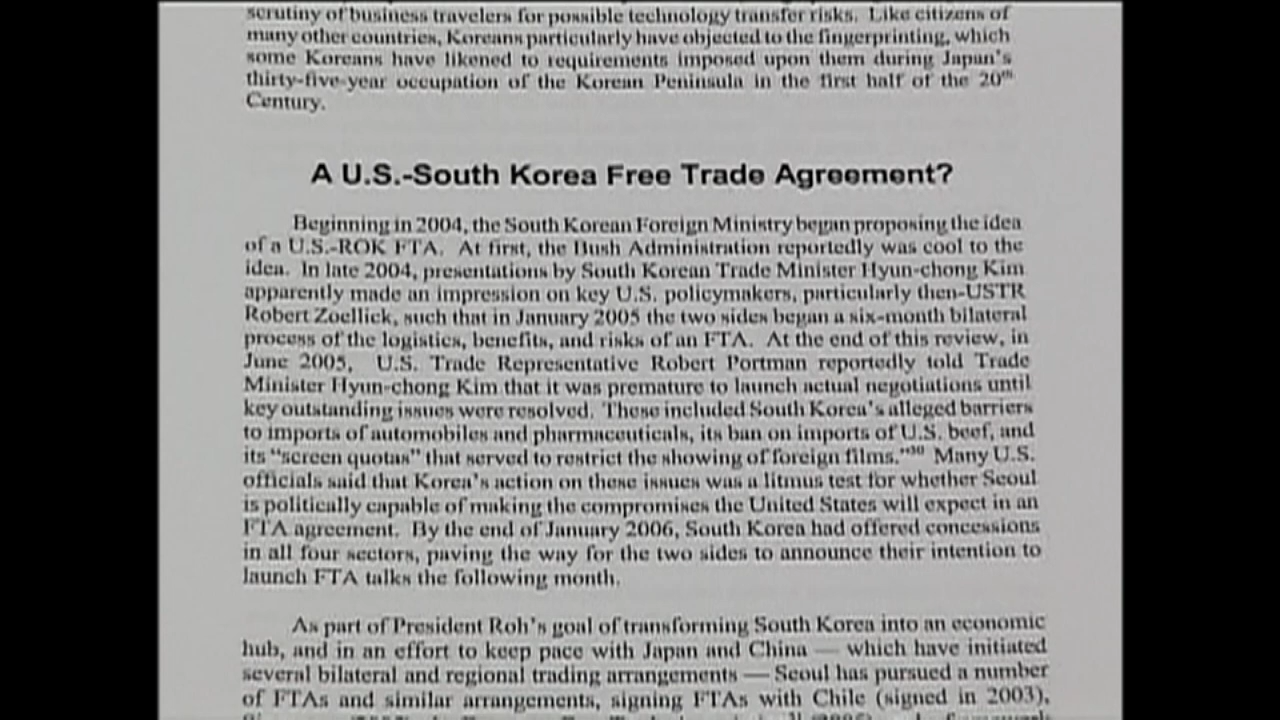 scrutiny of business travelers for possible technology transfer risks. Like citizens of
many other countries, Koreans particularly have objected to the fingerprinting, which
some Koreans have likened to requirements imposed upon them during Japan's
thirty-five-year occupation of the Korean Peninsula in the first half of the 20th
Century.
A U.S.-South Korea Free Trade Agreement?
Beginning in 2004, the South Korean Foreign Ministry began proposing the idea
of a U.S.-ROK FTA. At first, the Bush Administration reportedly was cool to the
idea. In late 2004, presentations by South Korean Trade Minister Hyun-chong Kim
apparently made an impression on key U.S. policymakers, particularly then-USTR
Robert Zoellick, such that in January 2005 the two sides began a six-month bilateral
process of the logistics, benefits, and risks of an FTA. At the end of this review, in
June 2005, U.S. Trade Representative Robert Portman reportedly told Trade
Minister Hyun-chong Kim that it was premature to launch actual negotiations until
key outstanding issues were resolved. These included South Korea's alleged barriers
to imports of automobiles and pharmaceuticals, its ban on imports of U.S. beef, and
its "screen quotas" that served to restrict the showing of foreign films."30 Many U.S.
officials said that Korea's action on these issues was a litmus test for whether Seoul
is politically capable of making the compromises the United States will expect in an
FTA agreement. By the end of January 2006, South Korea had offered concessions
in all four sectors, paving the way for the two sides to announce their intention to
launch FTA talks the following month.
As part of President Roh's goal of transforming South Korea into an economic
hub, and in an effort to keep pace with Japan and China — which have initiated
several bilateral and regional trading arrangements — Seoul has pursued a number
of FTAs and similar arrangements, signing FTAs with Chile (signed in 2003),